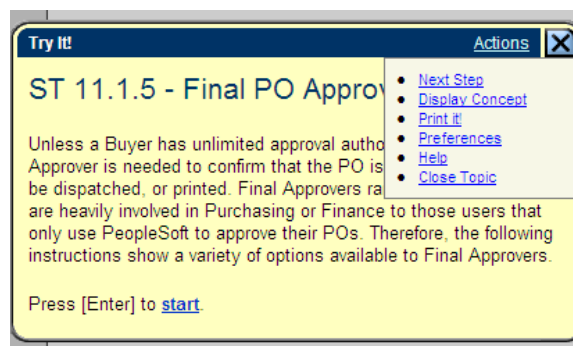 Try It! Actions
ST 11.1.5 - Final PO Approv
Next Step
Display Concept
Print it!
Preferences
Help
Close Topic
Unless a Buyer has unlimited approval autho
Approver is needed to confirm that the PO is
be dispatched, or printed. Final Approvers ra
are heavily involved in Purchasing or Finance to those users that
only use PeopleSoft to approve their POs. Therefore, the following
instructions show a variety of options available to Final Approvers.
Press [Enter] to start.